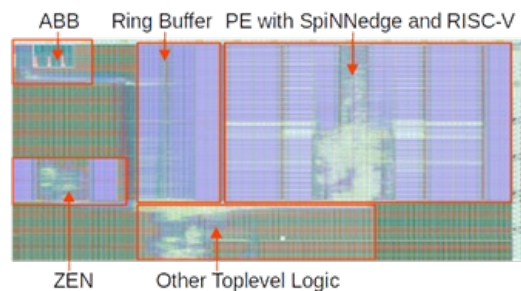 ABB
Ring Buffer
PE with SpiNNedge and RISC-V
ZEN
Other Toplevel Logic